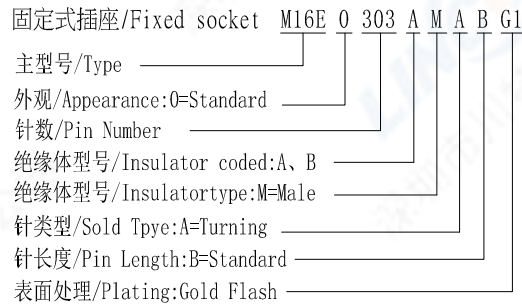 固定式插座/Fixed socket M16E 0 303 A M A B G1
主型号/Type
外观/Appearance:0=Standard
针数/Pin Number
绝缘体型号/Insulator coded:A、B
绝缘体型号/Insulatortype:M=Male
针类型/Sold Tpye:A=Turning
针长度/Pin Length:B=Standard
表面处理/Plating:Gold Flash